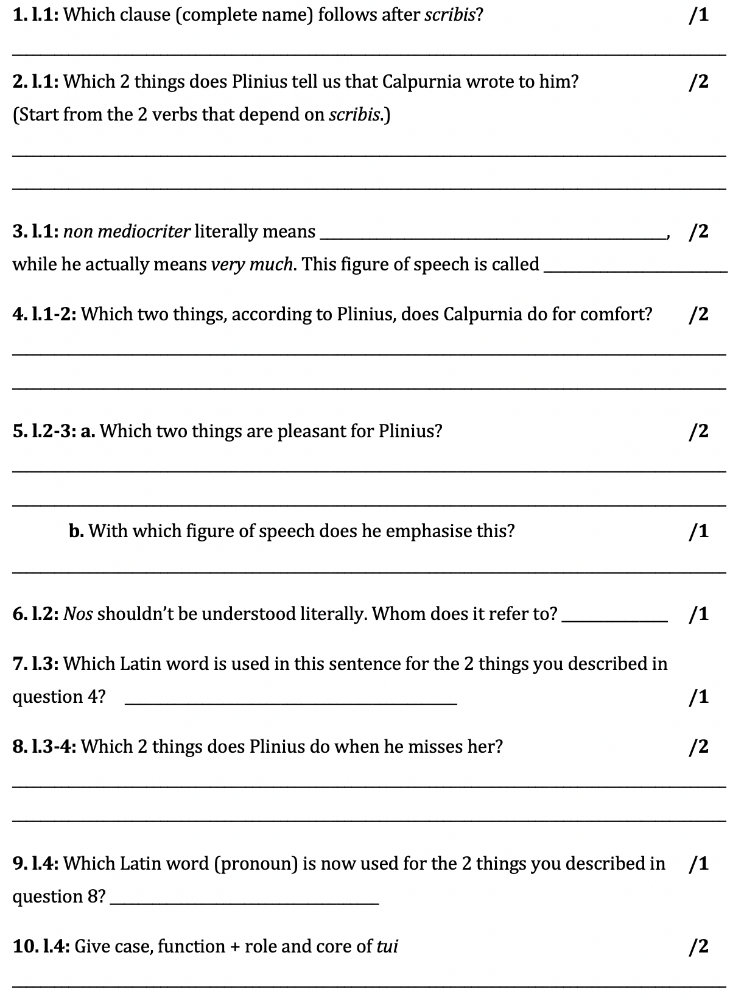 1. l.1: Which clause (complete name) follows after scribis? /1
2. l.1: Which 2 things does Plinius tell us that Calpurnia wrote to him? /2
(Start from the 2 verbs that depend on scribis.)
3. l.1: non mediocriter literally means , /2
while he actually means very much. This figure of speech is called
4. l.1-2: Which two things, according to Plinius, does Calpurnia do for comfort? /2
5. l.2-3: a. Which two things are pleasant for Plinius? /2
b. With which figure of speech does he emphasise this? /1
6. l.2: Nos shouldn’t be understood literally. Whom does it refer to? /1
7. l.3: Which Latin word is used in this sentence for the 2 things you described in
question 4? /1
8. l.3-4: Which 2 things does Plinius do when he misses her? /2
9. l.4: Which Latin word (pronoun) is now used for the 2 things you described in /1
question 8?
10. l.4: Give case, function + role and core of tui /2